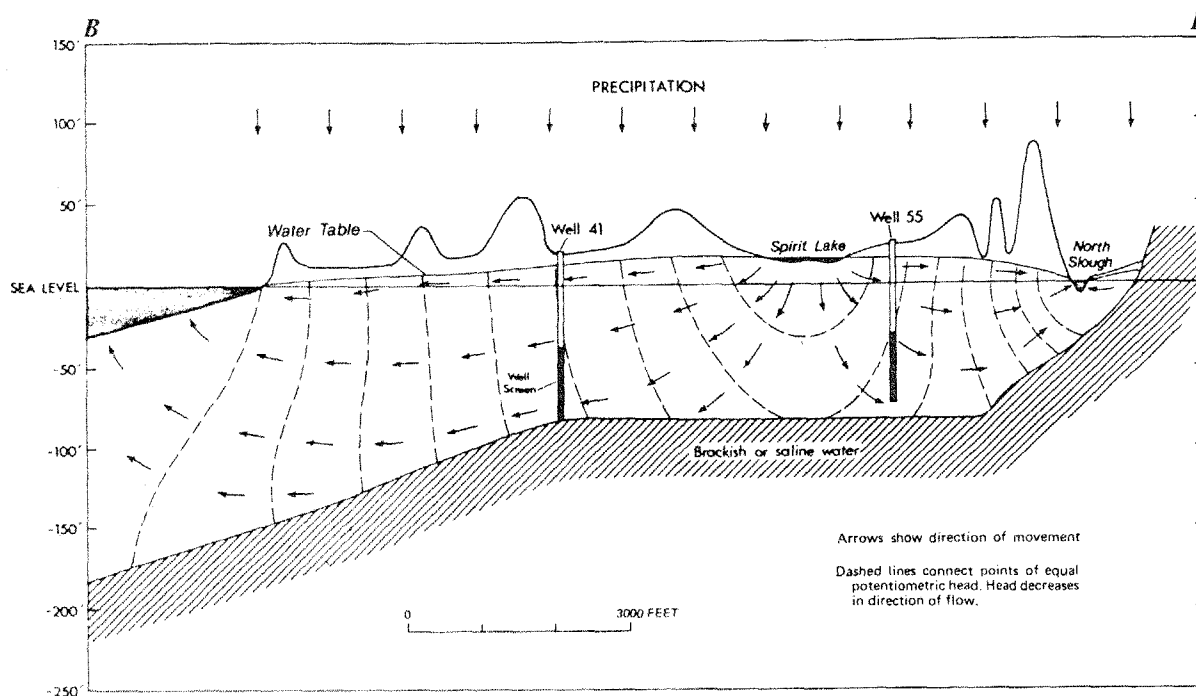 B
150´
PRECIPITATION
100´
50´
Water Table
Well 41
Spirit Lake
Well 55
North
Slough
SEA LEVEL
-50´
Well
Screen
-100´
Brackish or saline water
-150´
Arrows show direction of movement
Dashed lines connect points of equal
potentiometric head. Head decreases
in direction of flow.
-200´
0
3000 FEET
-250´